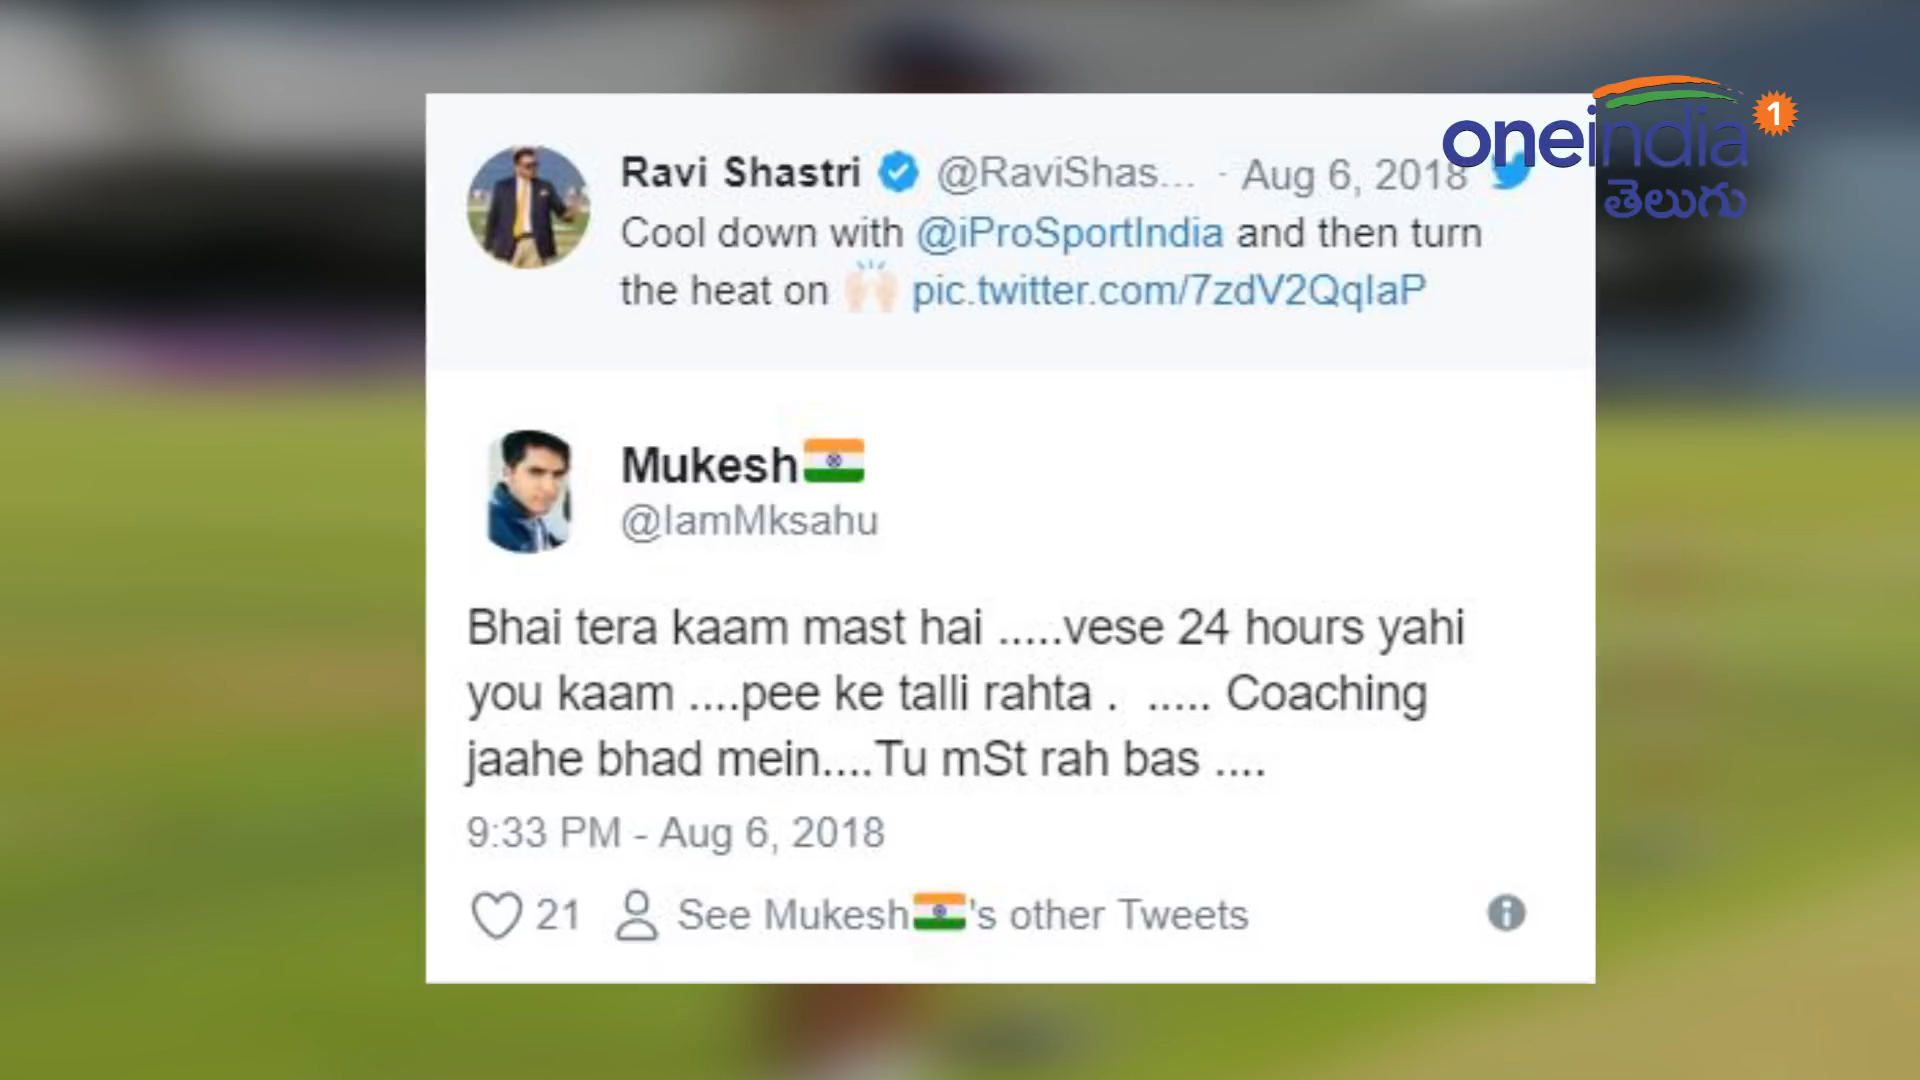 oneindia 1
తెలుగు
Ravi Shastri @RaviShas... · Aug 6, 2018
Cool down with @iProSportIndia and then turn
the heat on 🙌🏻 pic.twitter.com/7zdV2QqIaP
Mukesh🇮🇳
@IamMksahu
Bhai tera kaam mast hai .....vese 24 hours yahi
you kaam ....pee ke talli rahta .  ..... Coaching
jaahe bhad mein....Tu mSt rah bas ....
9:33 PM - Aug 6, 2018
21 See Mukesh🇮🇳's other Tweets